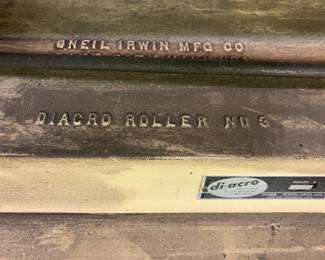 ONEIL IRWIN MFG CO
DIACRO ROLLER NO 3
di-acro